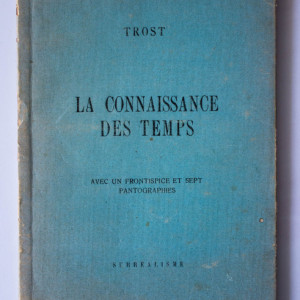 TROST
LA CONNAISSANCE
DES TEMPS
AVEC UN FRONTISPICE ET SEPT
PANTOGRAPHIES
SURRÉALISME